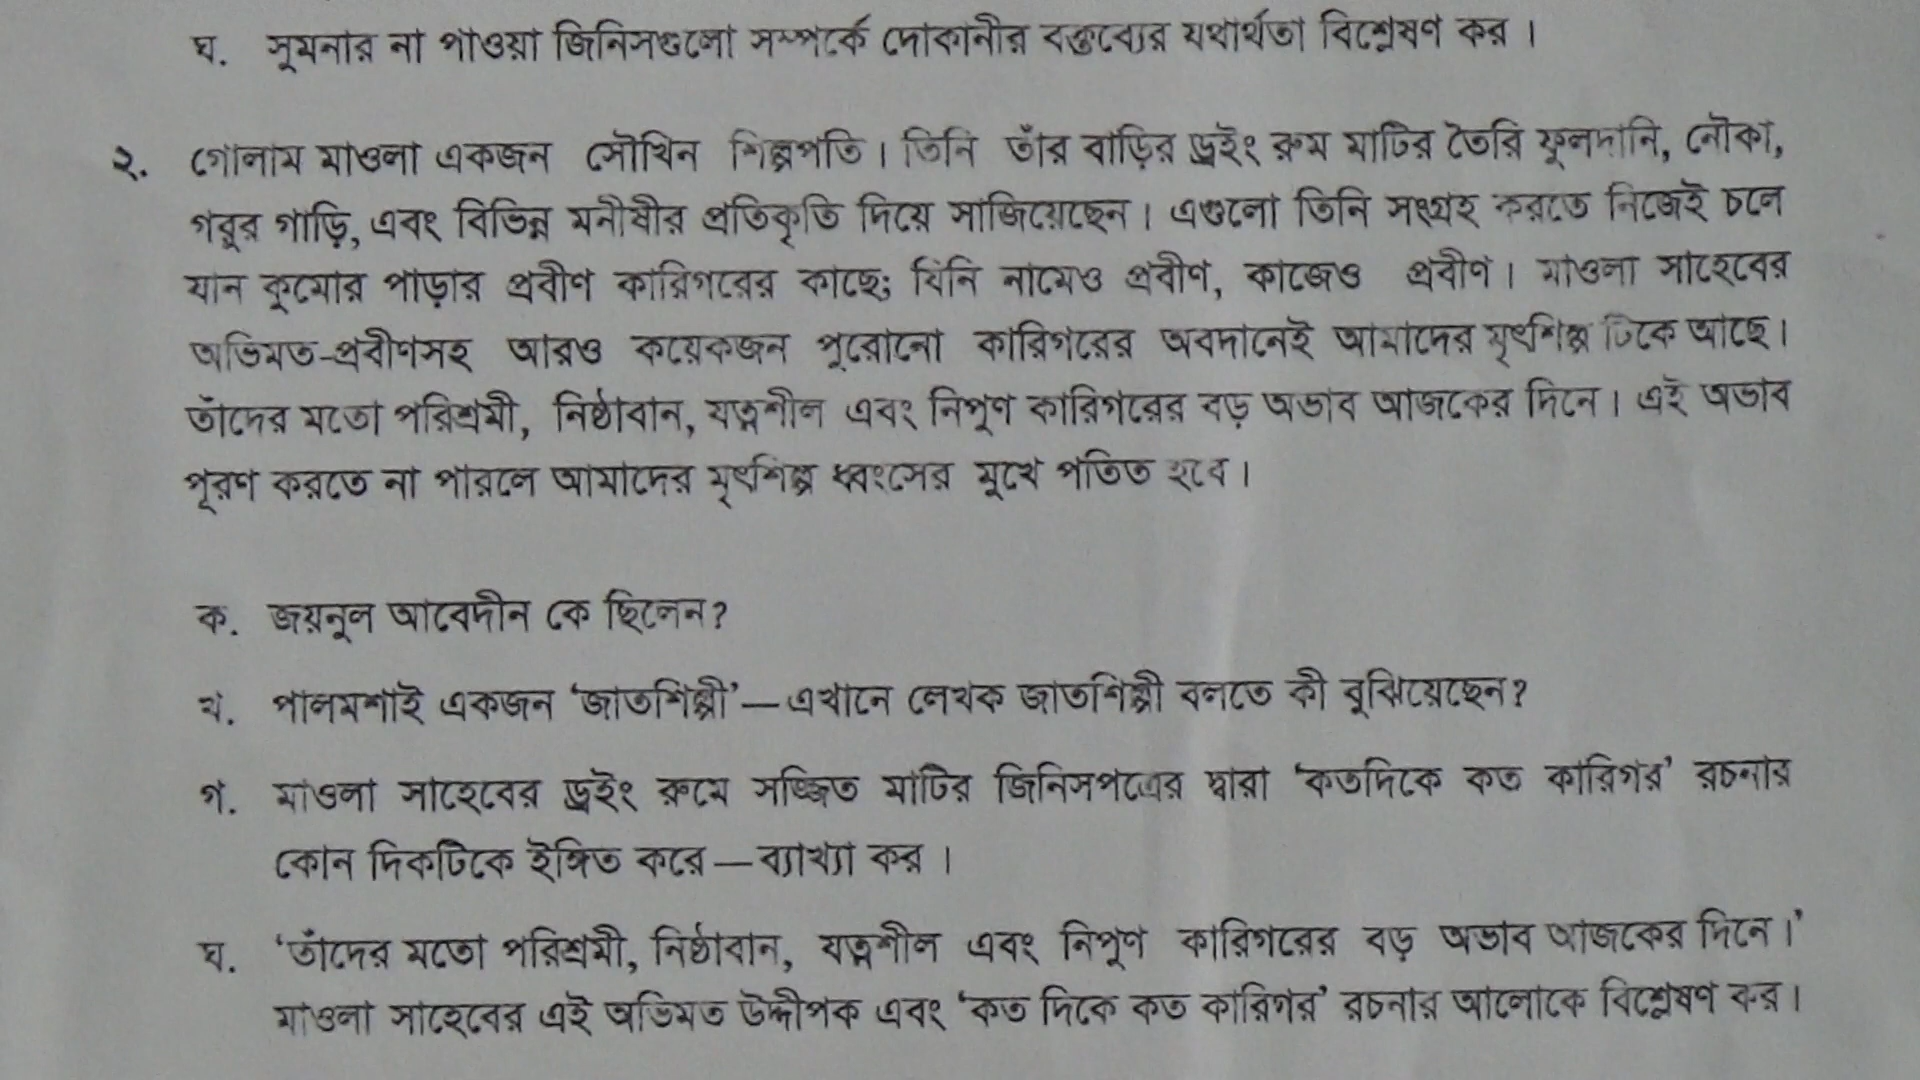 ঘ. সুমনার না পাওয়া জিনিসগুলো সম্পর্কে দোকানীর বক্তব্যের যথার্থতা বিশ্লেষণ কর।
২. গোলাম মাওলা একজন সৌখিন শিল্পপতি। তিনি তাঁর বাড়ির ড্রইং রুম মাটির তৈরি ফুলদানি, নৌকা,
গরুর গাড়ি, এবং বিভিন্ন মনীষীর প্রতিকৃতি দিয়ে সাজিয়েছেন। এগুলো তিনি সংগ্রহ করতে নিজেই চলে
যান কুমোর পাড়ার প্রবীণ কারিগরের কাছে; যিনি নামেও প্রবীণ, কাজেও প্রবীণ। মাওলা সাহেবের
অভিমত-প্রবীণসহ আরও কয়েকজন পুরোনো কারিগরের অবদানেই আমাদের মৃৎশিল্প টিকে আছে।
তাঁদের মতো পরিশ্রমী, নিষ্ঠাবান, যত্নশীল এবং নিপুণ কারিগরের বড় অভাব আজকের দিনে। এই অভাব
পূরণ করতে না পারলে আমাদের মৃৎশিল্প ধ্বংসের মুখে পতিত হবে।
ক. জয়নুল আবেদীন কে ছিলেন?
খ. পালমশাই একজন ‘জাতশিল্পী’—এখানে লেখক জাতশিল্পী বলতে কী বুঝিয়েছেন?
গ. মাওলা সাহেবের ড্রইং রুমে সজ্জিত মাটির জিনিসপত্রের দ্বারা ‘কতদিকে কত কারিগর’ রচনার
কোন দিকটিকে ইঙ্গিত করে—ব্যাখ্যা কর।
ঘ. ‘তাঁদের মতো পরিশ্রমী, নিষ্ঠাবান, যত্নশীল এবং নিপুণ কারিগরের বড় অভাব আজকের দিনে।’
মাওলা সাহেবের এই অভিমত উদ্দীপক এবং ‘কত দিকে কত কারিগর’ রচনার আলোকে বিশ্লেষণ কর।